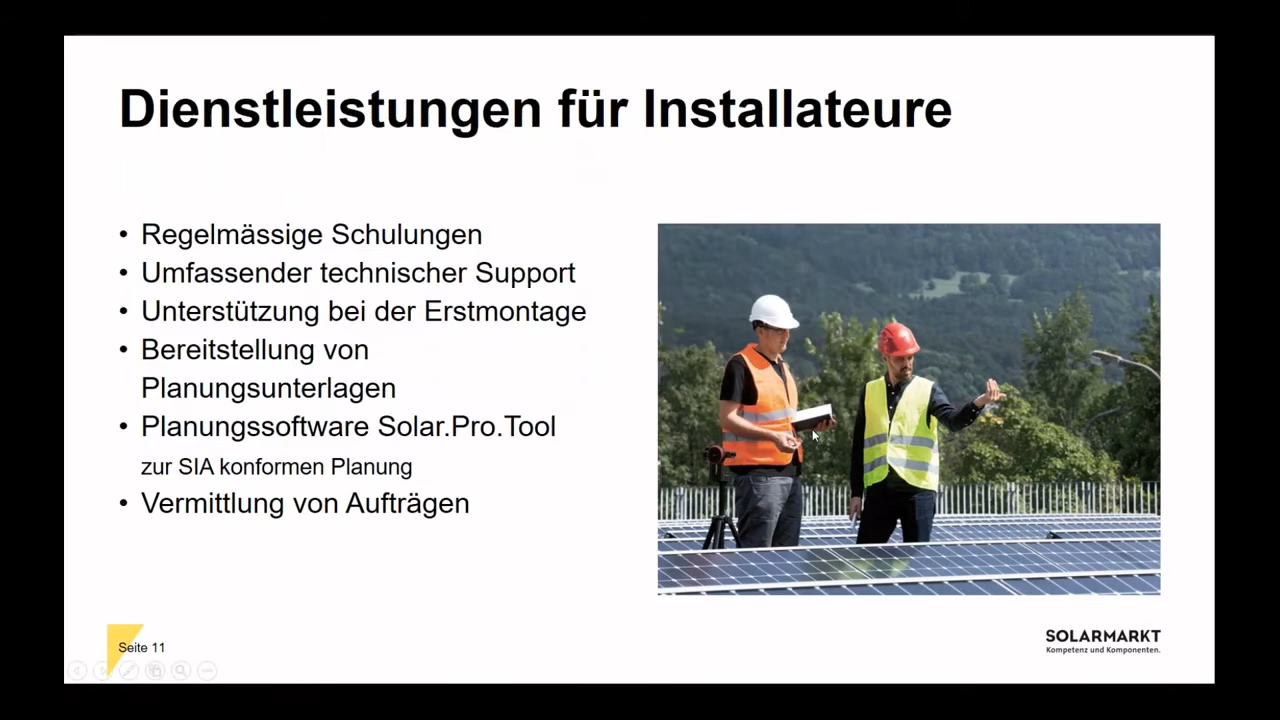 Dienstleistungen für Installateure
• Regelmässige Schulungen
• Umfassender technischer Support
• Unterstützung bei der Erstmontage
• Bereitstellung von
Planungsunterlagen
• Planungssoftware Solar.Pro.Tool
zur SIA konformen Planung
• Vermittlung von Aufträgen
Seite 11
SOLARMARKT
Kompetenz und Komponenten.